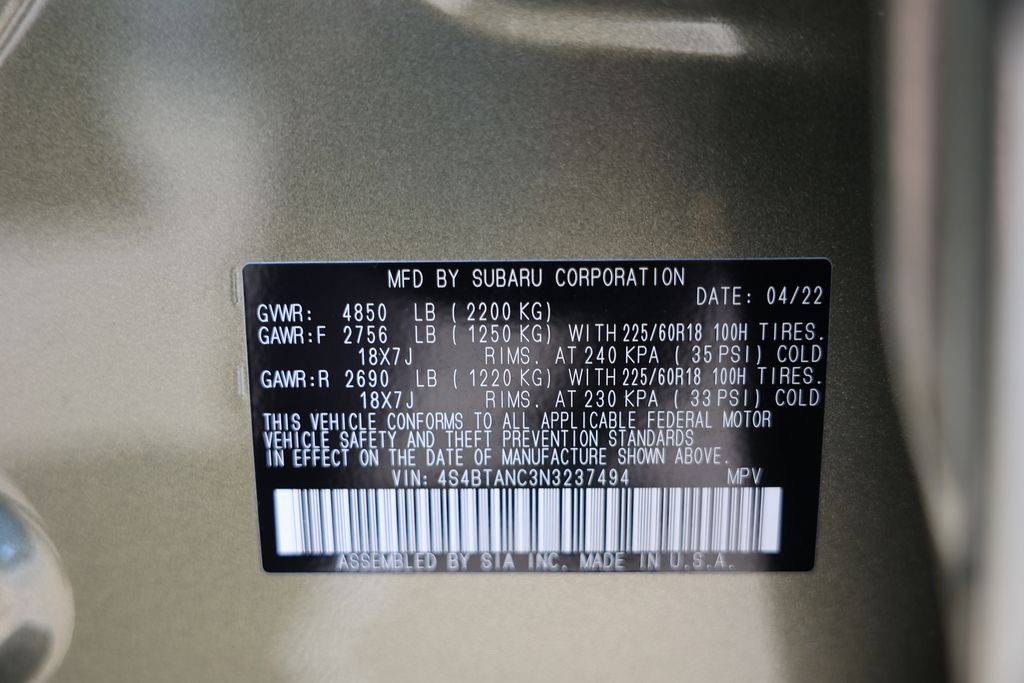 MFD BY SUBARU CORPORATION
DATE: 04/22
GVWR: 4850 LB ( 2200 KG)
GAWR:F 2756 LB ( 1250 KG) WITH 225/60R18 100H TIRES.
18X7J RIMS. AT 240 KPA ( 35 PSI) COLD
GAWR:R 2690 LB ( 1220 KG) WITH 225/60R18 100H TIRES.
18X7J RIMS. AT 230 KPA ( 33 PSI) COLD
THIS VEHICLE CONFORMS TO ALL APPLICABLE FEDERAL MOTOR
VEHICLE SAFETY AND THEFT PREVENTION STANDARDS
IN EFFECT ON THE DATE OF MANUFACTURE SHOWN ABOVE.
VIN: 4S4BTANC3N3237494 MPV
ASSEMBLED BY SIA INC. MADE IN U.S.A.